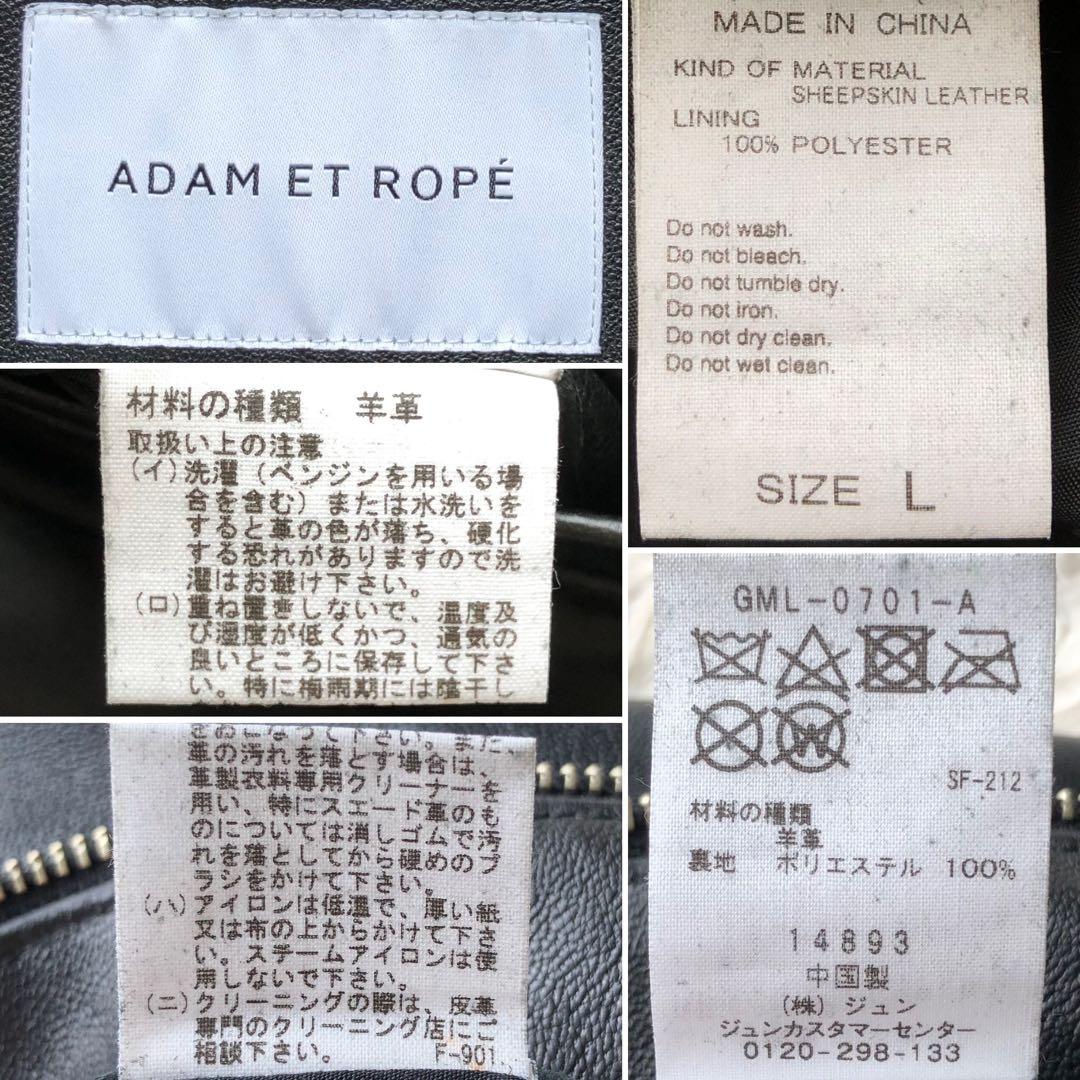 ADAM ET ROPÉ
MADE IN CHINA
KIND OF MATERIAL
SHEEPSKIN LEATHER
LINING
100% POLYESTER
Do not wash.
Do not bleach.
Do not tumble dry.
Do not iron.
Do not dry clean.
Do not wet clean.
SIZE L
材料の種類 羊革
取扱い上の注意
(イ)洗濯(ベンジンを用いる場
合を含む)または水洗いを
すると革の色が落ち、硬化
する恐れがありますので洗
濯はお避け下さい。
(ロ)重ね置きしないで、温度及
び湿度が低くかつ、通気の
良いところに保存して下さ
い。特に梅雨期には陰干し
をおこなって下さい。また、
革の汚れを落とす場合は、
革製衣料専用クリーナーを
用い、特にスエード革のも
のについては消しゴムで汚
れを落としてから硬めのブ
ラシをかけて下さい。
(ハ)アイロンは低温で、厚い紙
又は布の上からかけて下さ
い。スチームアイロンは使
用しないで下さい。
(ニ)クリーニングの際は、皮革
専門のクリーニング店にご
相談下さい。 F-901
GML-0701-A
W
SF-212
材料の種類
羊革
裏地 ポリエステル 100%
14893
中国製
(株)ジュン
ジュンカスタマーセンター
0120-298-133